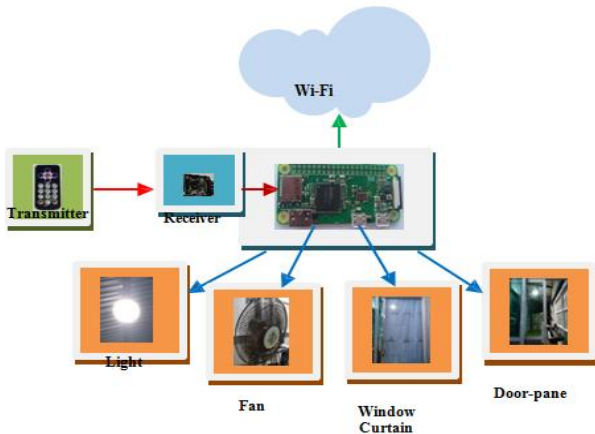 Wi-Fi
Transmitter
Receiver
Light
Fan
Window
Curtain
Door-pane